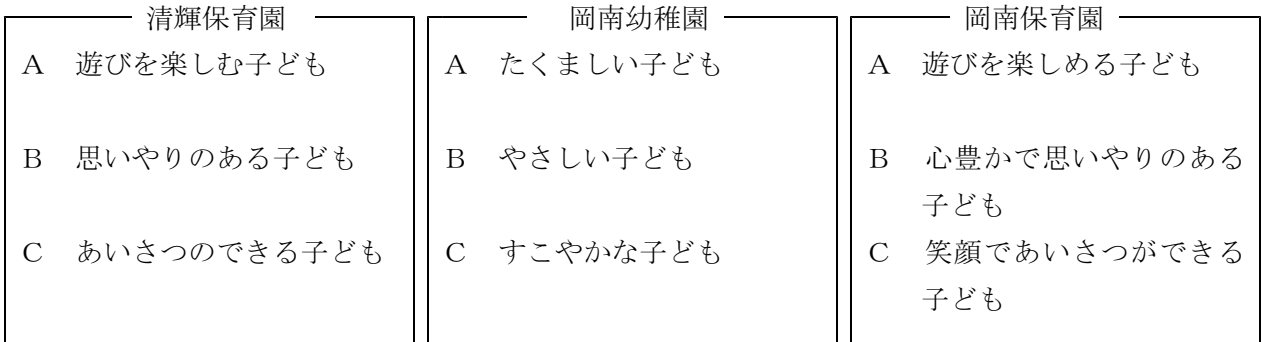 清輝保育園
A 遊びを楽しむ子ども
B 思いやりのある子ども
C あいさつのできる子ども
岡南幼稚園
A たくましい子ども
B やさしい子ども
C すこやかな子ども
岡南保育園
A 遊びを楽しめる子ども
B 心豊かで思いやりのある
子ども
C 笑顔であいさつができる
子ども